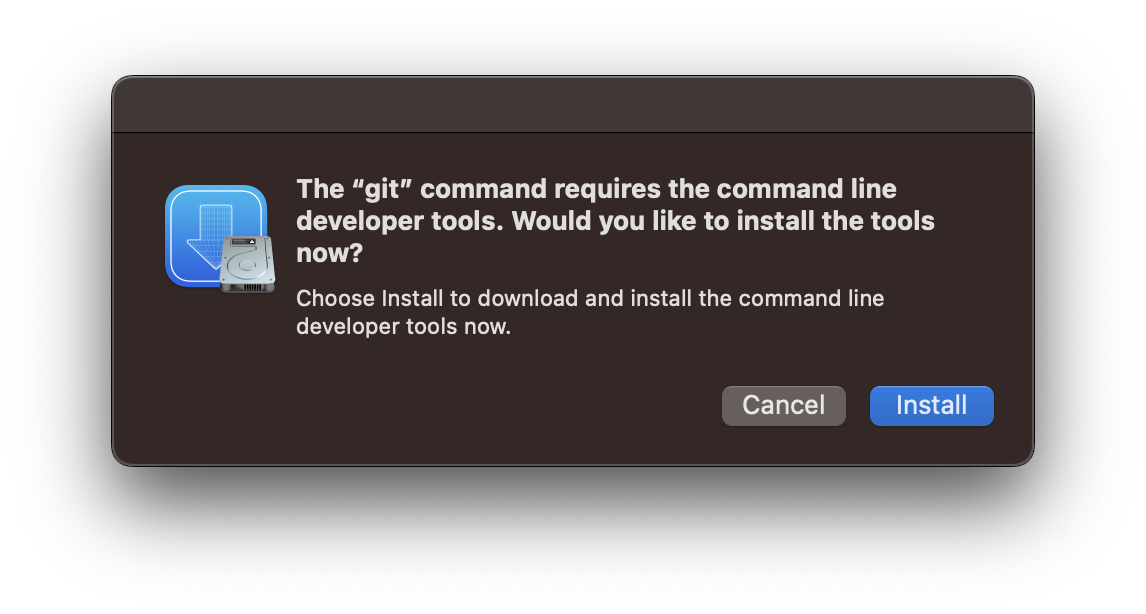 The “git” command requires the command line
developer tools. Would you like to install the tools
now?
Choose Install to download and install the command line
developer tools now.
Cancel
Install